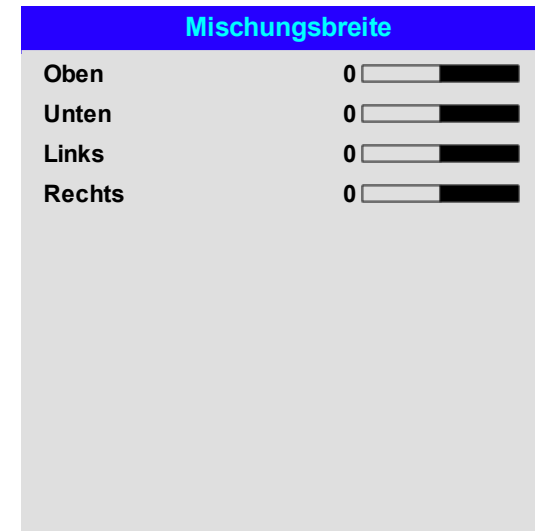 Mischungsbreite
Oben 0
Unten 0
Links 0
Rechts 0